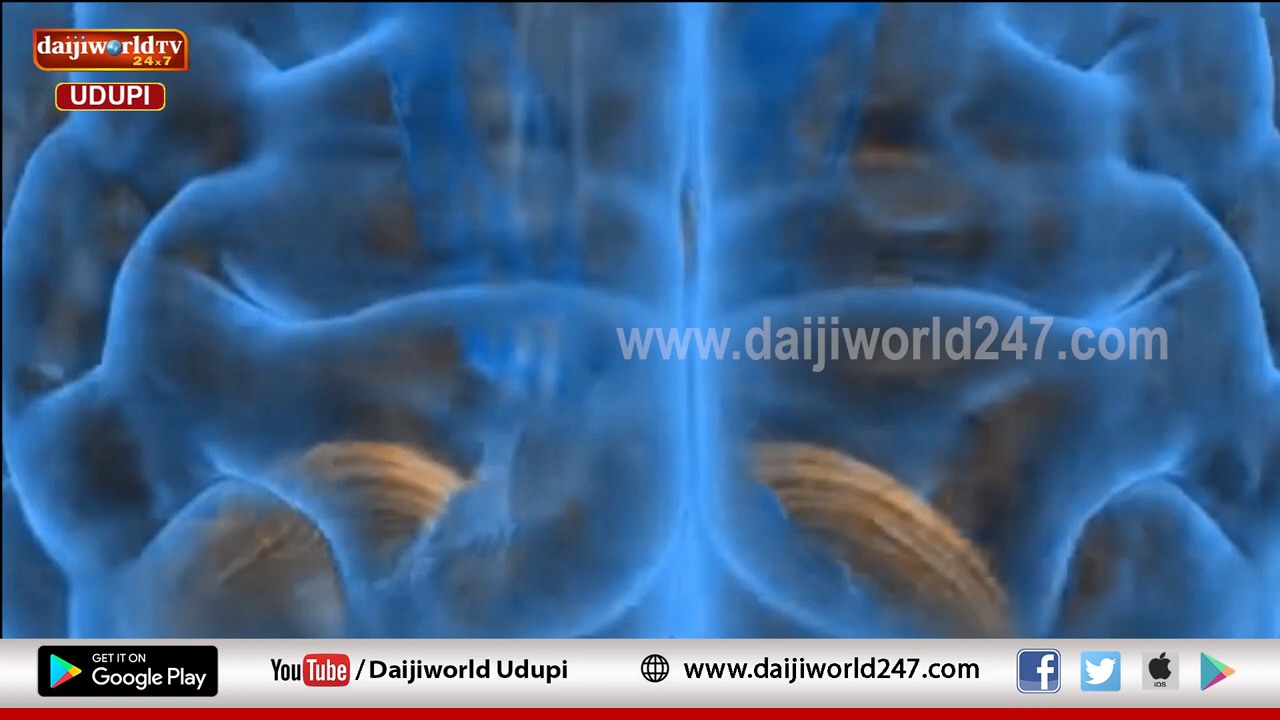 daijiworldTV
24x7
UDUPI
www.daijiworld247.com
GET IT ON
Google Play
YouTube / Daijiworld Udupi
www.daijiworld247.com
f
iOS